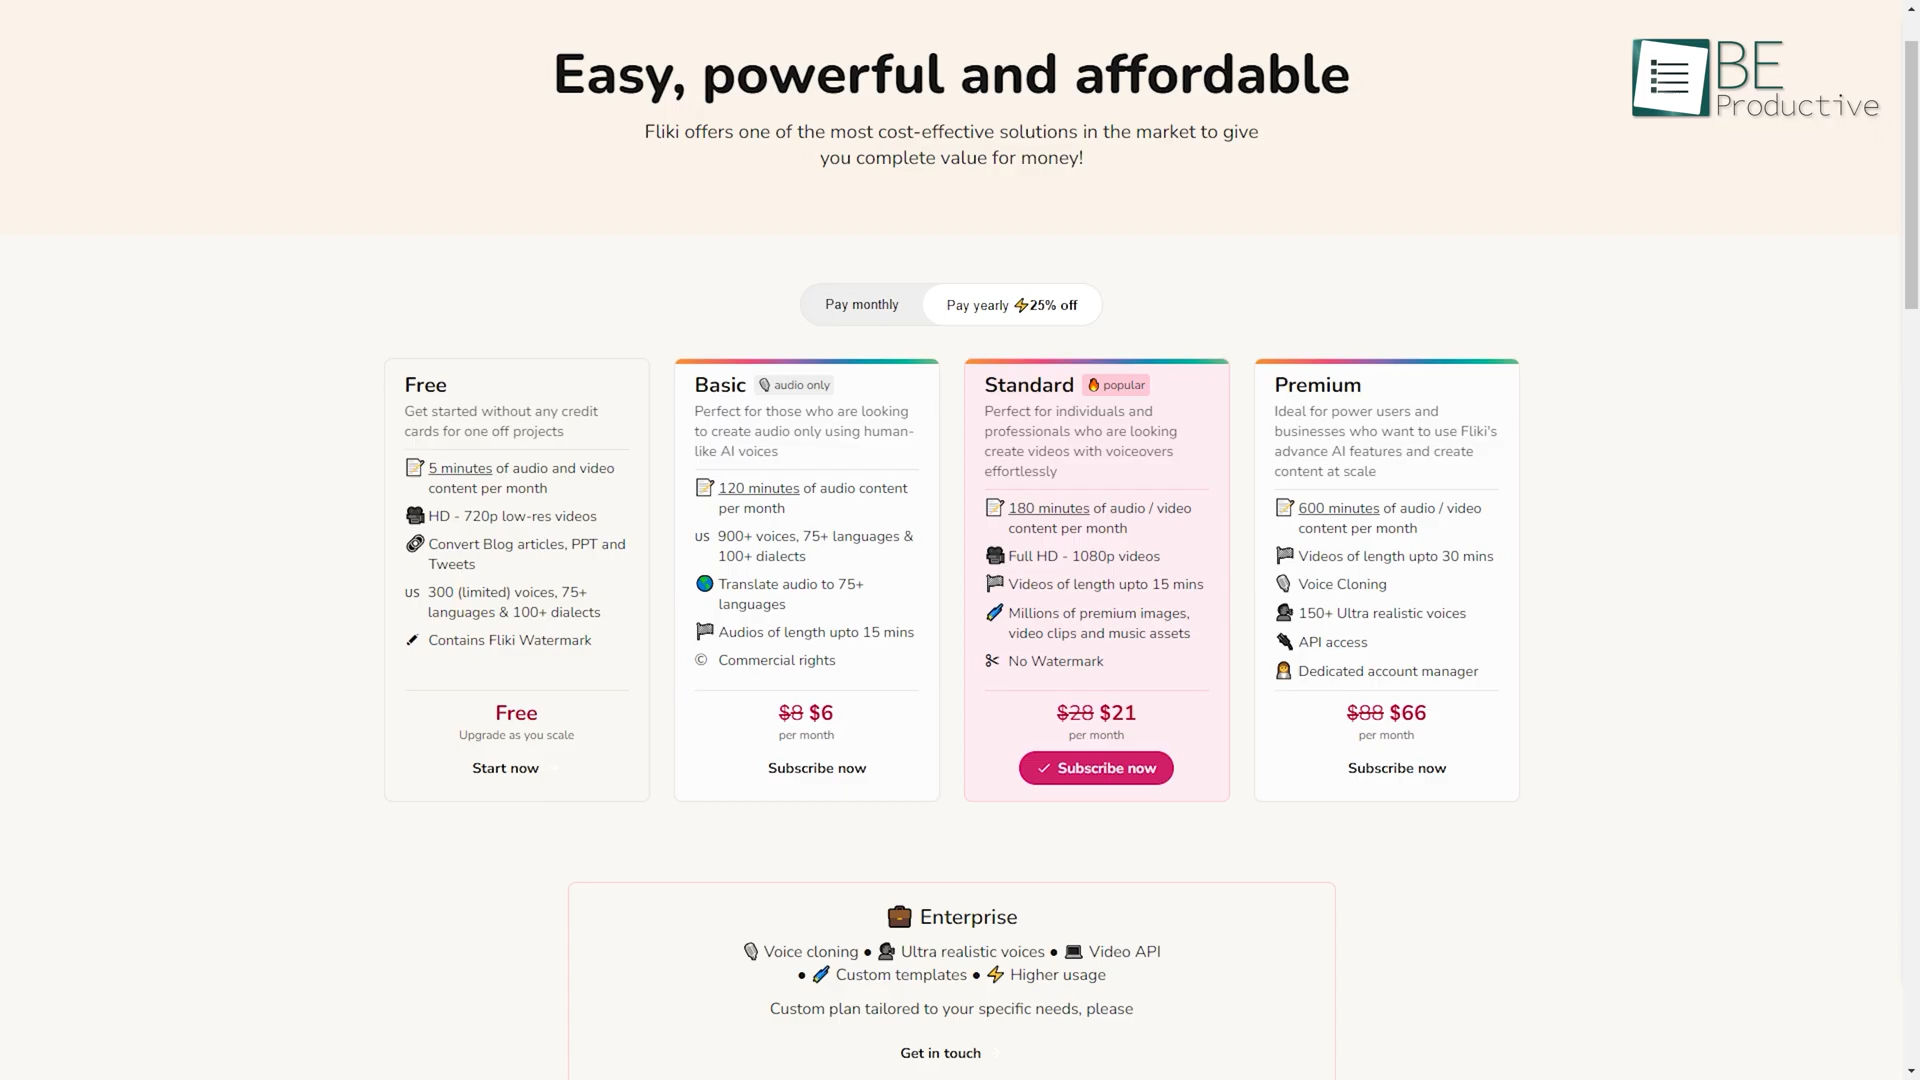 Easy, powerful and affordable
BE
Productive
Fliki offers one of the most cost-effective solutions in the market to give
you complete value for money!
Pay monthly
Pay yearly ⚡25% off
Free
Get started without any credit
cards for one off projects
5 minutes of audio and video
content per month
HD - 720p low-res videos
Convert Blog articles, PPT and
Tweets
US 300 (limited) voices, 75+
languages & 100+ dialects
Contains Fliki Watermark
Free
Upgrade as you scale
Start now
Basic audio only
Perfect for those who are looking
to create audio only using human-
like AI voices
120 minutes of audio content
per month
US 900+ voices, 75+ languages &
100+ dialects
Translate audio to 75+
languages
Audios of length upto 15 mins
© Commercial rights
$8 $6
per month
Subscribe now
Standard popular
Perfect for individuals and
professionals who are looking
create videos with voiceovers
effortlessly
180 minutes of audio / video
content per month
Full HD - 1080p videos
Videos of length upto 15 mins
Millions of premium images,
video clips and music assets
No Watermark
$28 $21
per month
Subscribe now
Premium
Ideal for power users and
businesses who want to use Fliki's
advance AI features and create
content at scale
600 minutes of audio / video
content per month
Videos of length upto 30 mins
Voice Cloning
150+ Ultra realistic voices
API access
Dedicated account manager
$88 $66
per month
Subscribe now
Enterprise
Voice cloning ● Ultra realistic voices ● Video API
● Custom templates ● Higher usage
Custom plan tailored to your specific needs, please
Get in touch